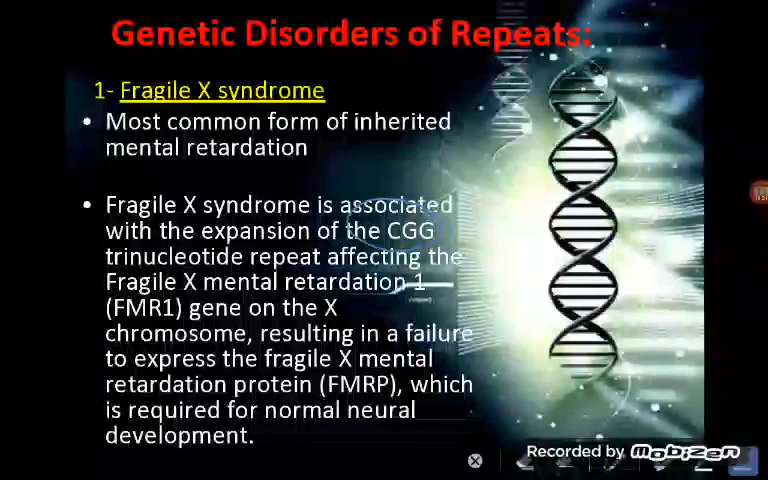 Genetic Disorders of Repeats:
1- Fragile X syndrome
• Most common form of inherited
mental retardation
• Fragile X syndrome is associated
with the expansion of the CGG
trinucleotide repeat affecting the
Fragile X mental retardation 1
(FMR1) gene on the X
chromosome, resulting in a failure
to express the fragile X mental
retardation protein (FMRP), which
is required for normal neural
development.
Recorded by Mobizen